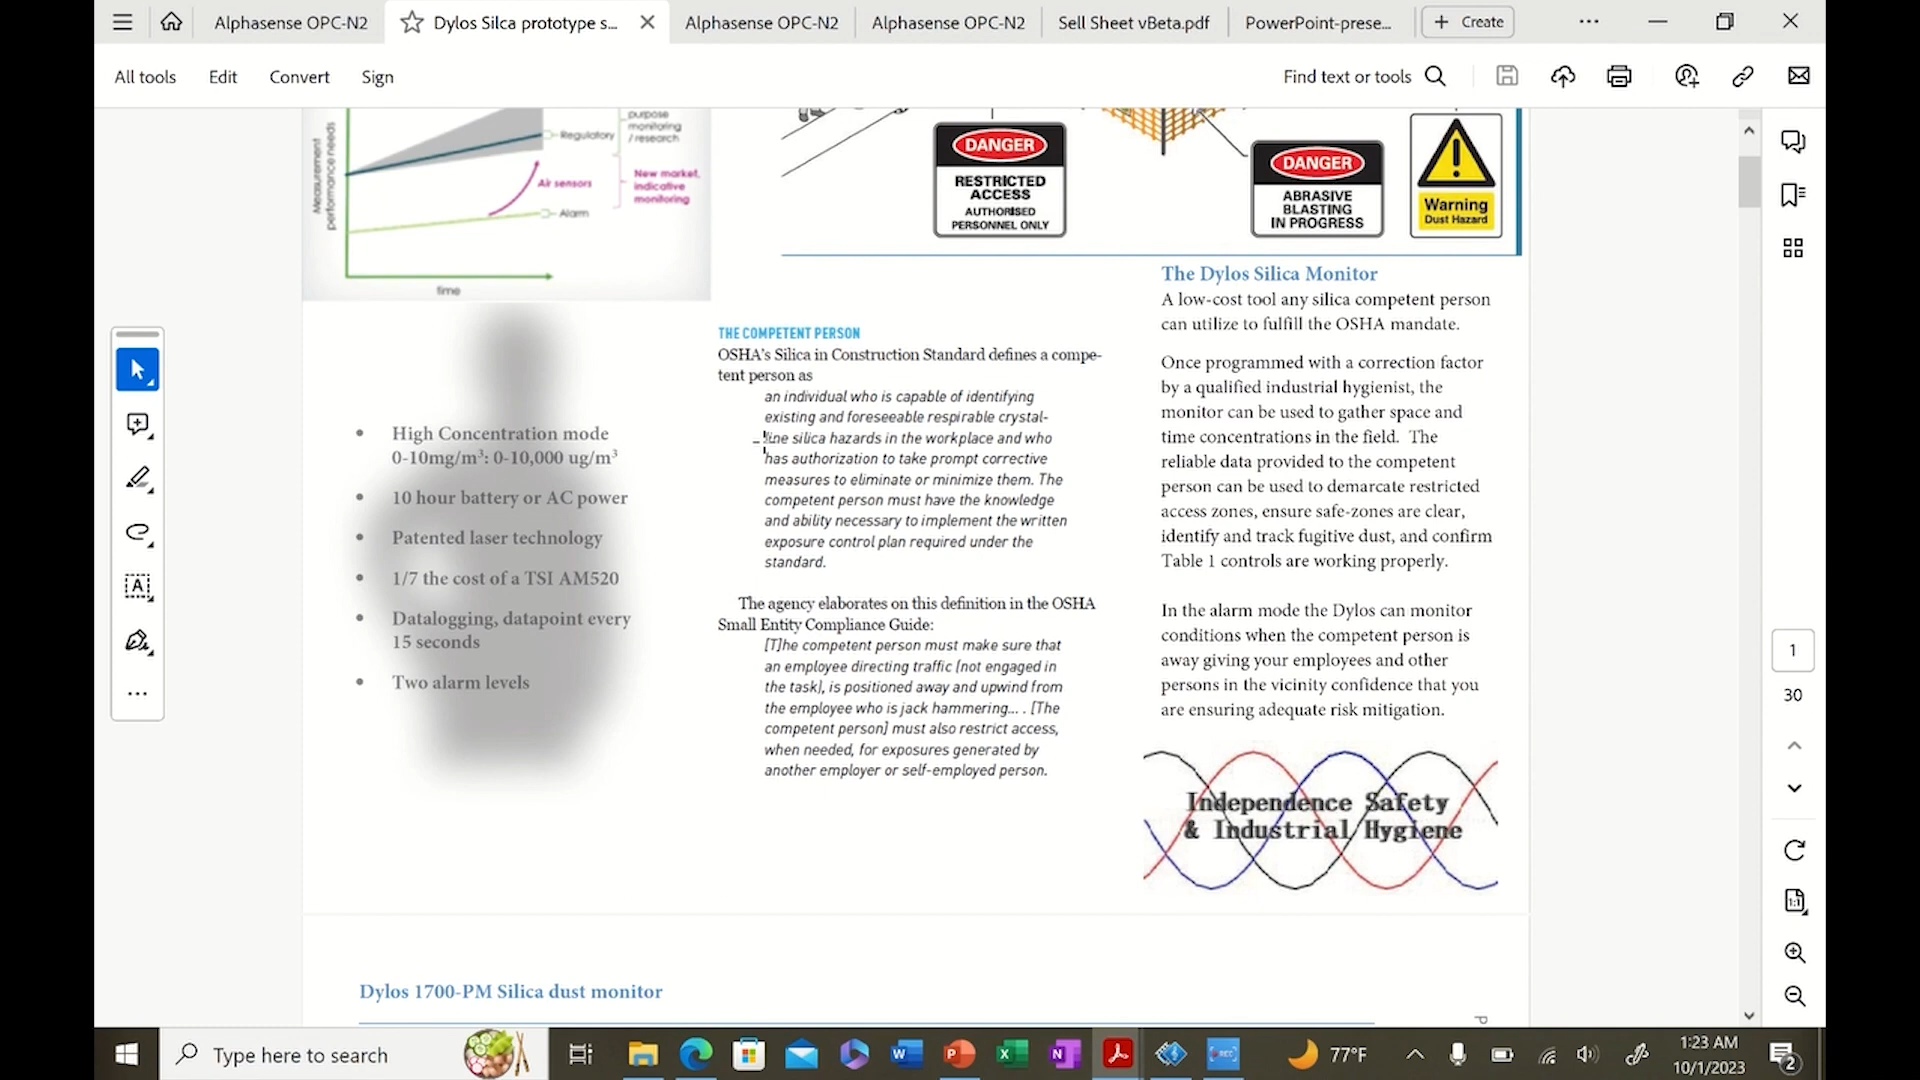 Alphasense OPC-N2
Dylos Silca prototype s...
Alphasense OPC-N2
Alphasense OPC-N2
Sell Sheet vBeta.pdf
PowerPoint-prese...
Create
All tools
Edit
Convert
Sign
Find text or tools
Measurement
performance needs
Regulatory
purpose
monitoring
/ research
Air sensors
New market,
indicative
monitoring
Alarm
time
DANGER
RESTRICTED
ACCESS
AUTHORISED
PERSONNEL ONLY
DANGER
ABRASIVE
BLASTING
IN PROGRESS
Warning
Dust Hazard
• High Concentration mode
0-10mg/m³: 0-10,000 ug/m³
• 10 hour battery or AC power
• Patented laser technology
• 1/7 the cost of a TSI AM520
• Datalogging, datapoint every
15 seconds
• Two alarm levels
THE COMPETENT PERSON
OSHA's Silica in Construction Standard defines a compe-
tent person as
an individual who is capable of identifying
existing and foreseeable respirable crystal-
line silica hazards in the workplace and who
has authorization to take prompt corrective
measures to eliminate or minimize them. The
competent person must have the knowledge
and ability necessary to implement the written
exposure control plan required under the
standard.
The agency elaborates on this definition in the OSHA
Small Entity Compliance Guide:
[T]he competent person must make sure that
an employee directing traffic [not engaged in
the task], is positioned away and upwind from
the employee who is jack hammering... . [The
competent person] must also restrict access,
when needed, for exposures generated by
another employer or self-employed person.
The Dylos Silica Monitor
A low-cost tool any silica competent person
can utilize to fulfill the OSHA mandate.
Once programmed with a correction factor
by a qualified industrial hygienist, the
monitor can be used to gather space and
time concentrations in the field. The
reliable data provided to the competent
person can be used to demarcate restricted
access zones, ensure safe-zones are clear,
identify and track fugitive dust, and confirm
Table 1 controls are working properly.
In the alarm mode the Dylos can monitor
conditions when the competent person is
away giving your employees and other
persons in the vicinity confidence that you
are ensuring adequate risk mitigation.
Independence Safety
& Industrial Hygiene
Dylos 1700-PM Silica dust monitor
P
1
30
Type here to search
77°F
1:23 AM
10/1/2023
2